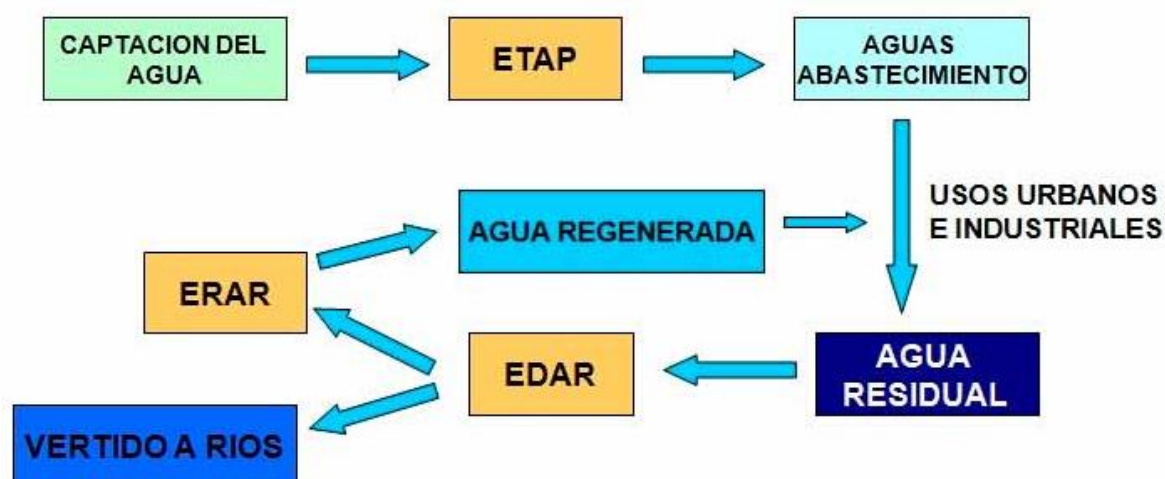 CAPTACION DEL
AGUA
ETAP
AGUAS
ABASTECIMIENTO
USOS URBANOS
E INDUSTRIALES
AGUA REGENERADA
ERAR
EDAR
AGUA
RESIDUAL
VERTIDO A RIOS